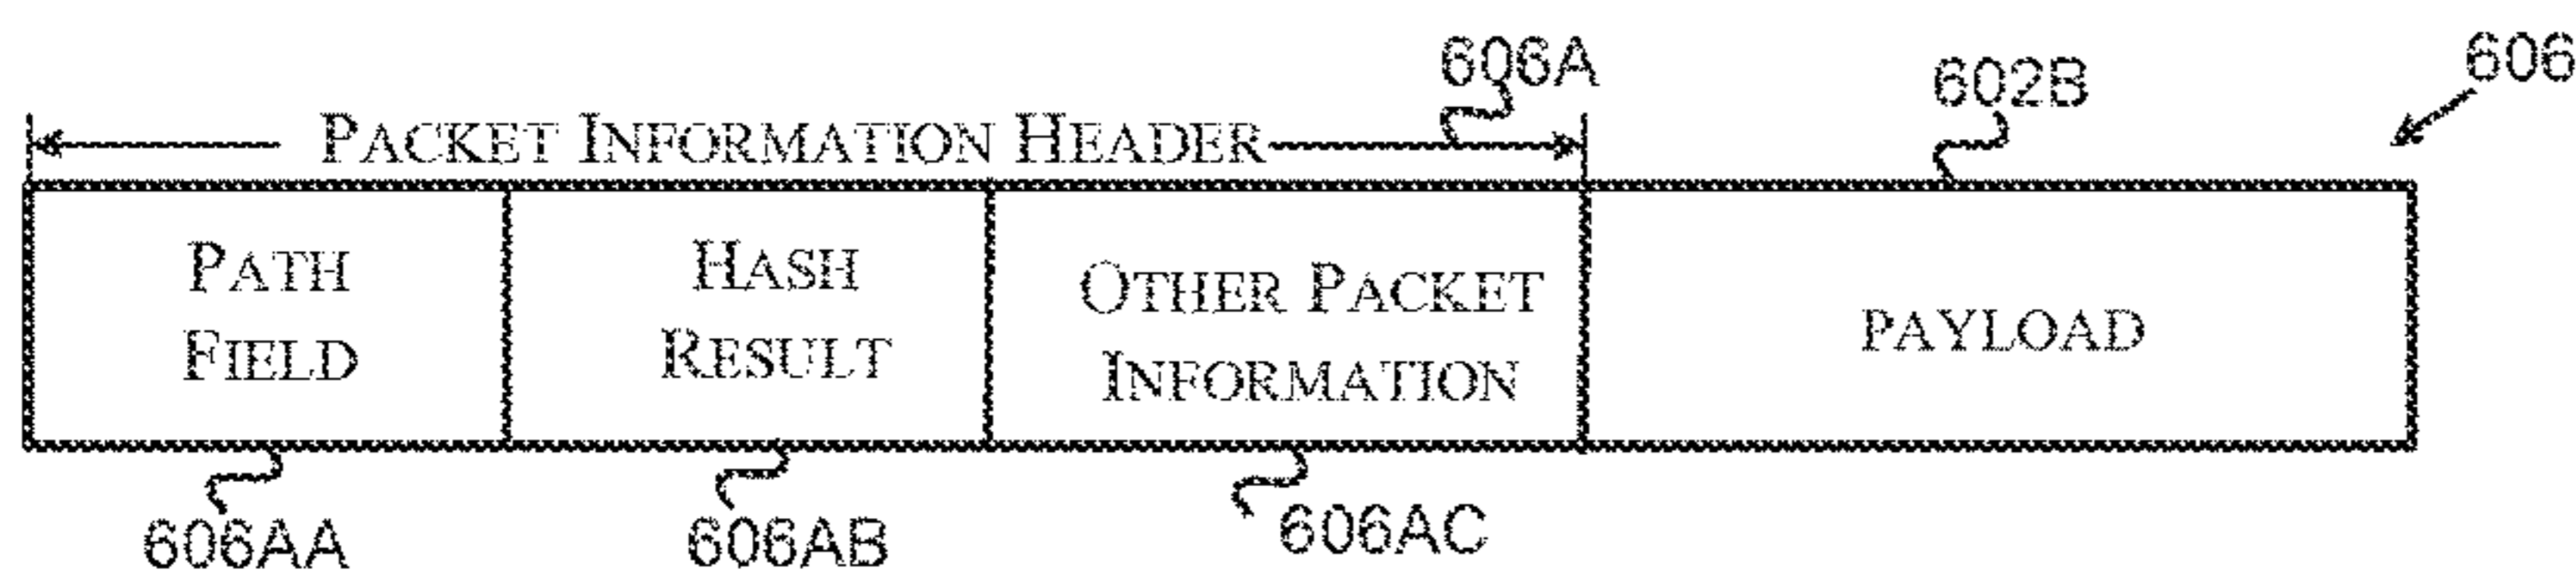 606A
602B
606
PACKET INFORMATION HEADER
PATH
FIELD
HASH
RESULT
OTHER PACKET
INFORMATION
PAYLOAD
606AA
606AB
606AC